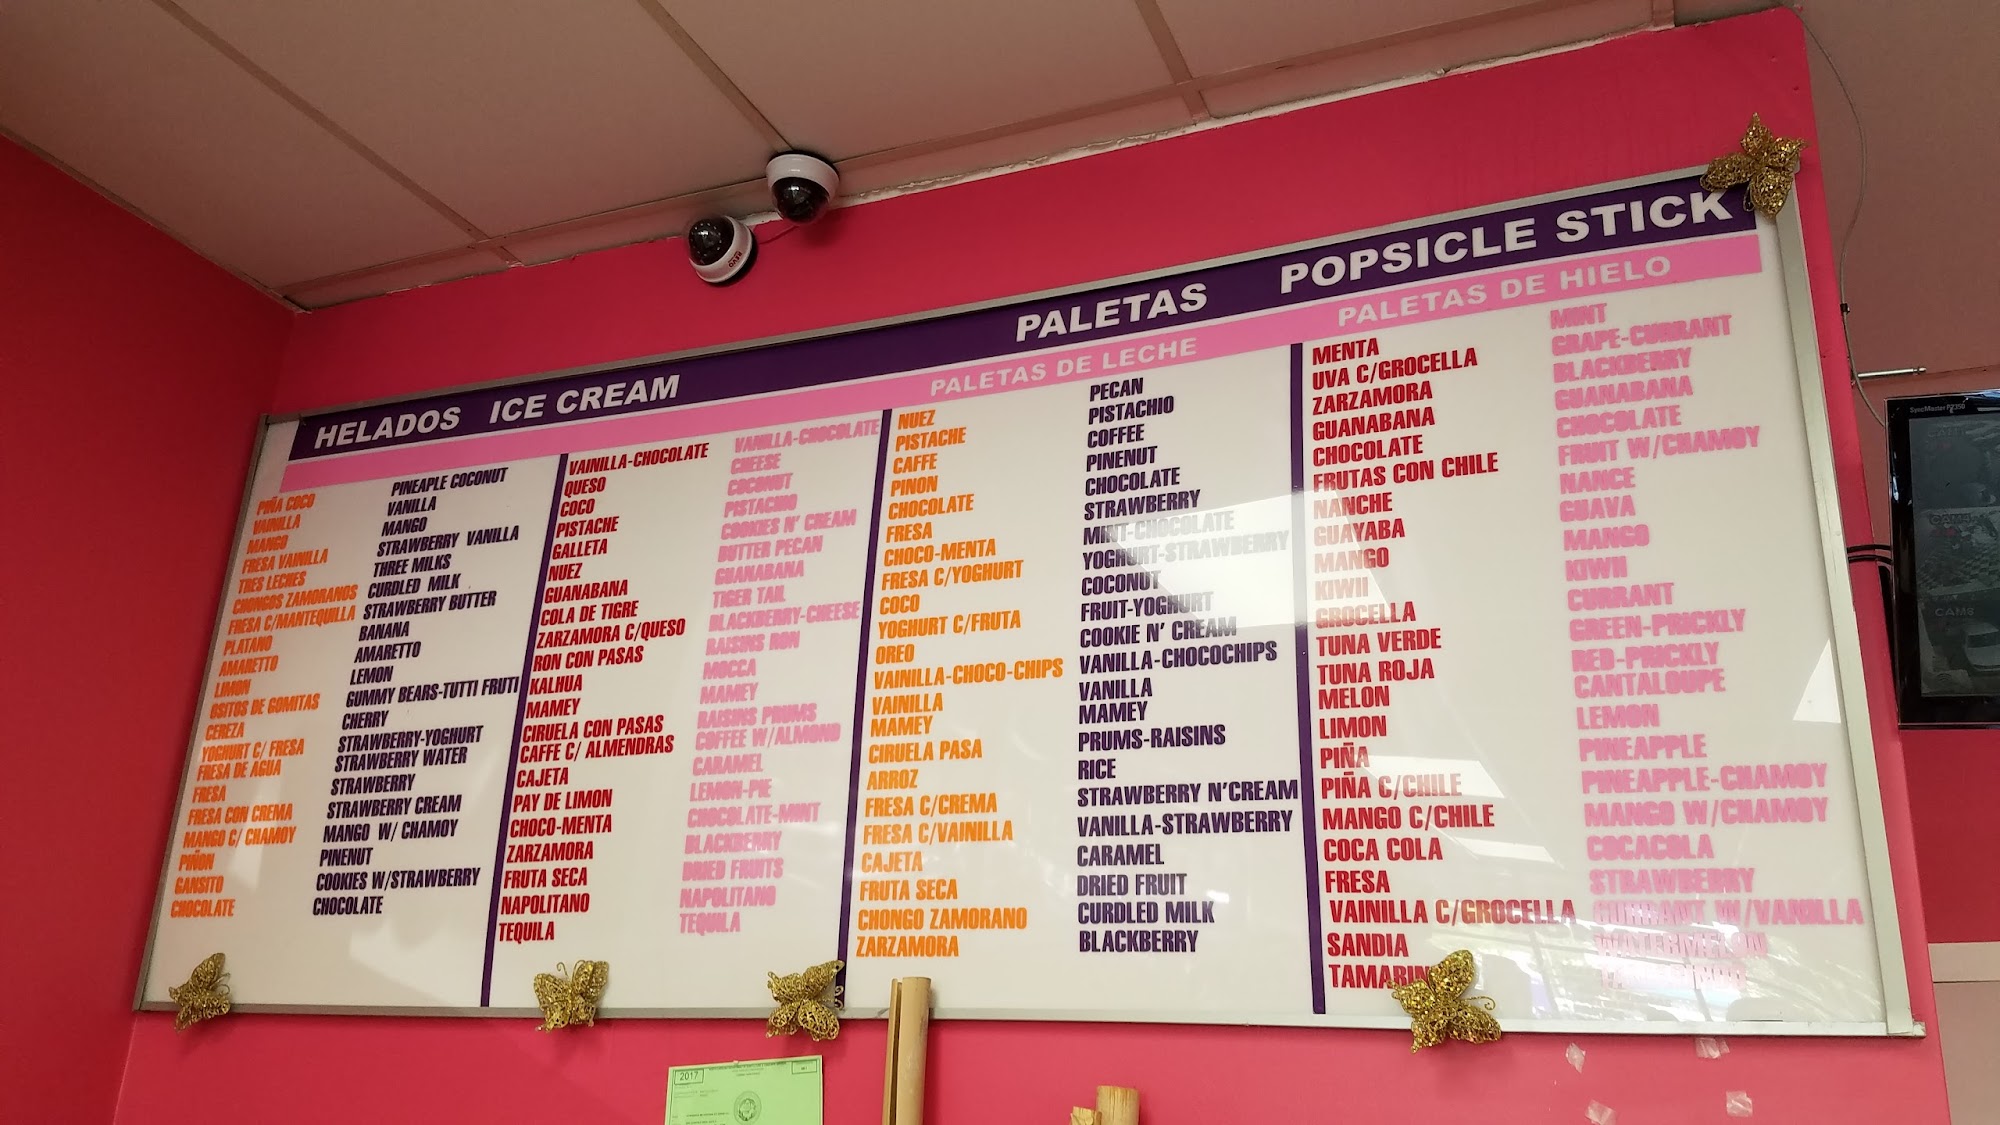 HELADOS ICE CREAM
PALETAS POPSICLE STICK
PALETAS DE LECHE
PALETAS DE HIELO
PIÑA COCO
VAINILLA
MANGO
FRESA VAINILLA
TRES LECHES
CHONGOS ZAMORANOS
FRESA C/MANTEQUILLA
PLATANO
AMARETTO
LIMON
OSITOS DE GOMITAS
CEREZA
YOGHURT C/ FRESA
FRESA DE AGUA
FRESA
FRESA CON CREMA
MANGO C/ CHAMOY
PIÑON
GANSITO
CHOCOLATE
PINEAPLE COCONUT
VANILLA
MANGO
STRAWBERRY VANILLA
THREE MILKS
CURDLED MILK
STRAWBERRY BUTTER
BANANA
AMARETTO
LEMON
GUMMY BEARS-TUTTI FRUTI
CHERRY
STRAWBERRY-YOGHURT
STRAWBERRY WATER
STRAWBERRY
STRAWBERRY CREAM
MANGO W/ CHAMOY
PINENUT
COOKIES W/STRAWBERRY
CHOCOLATE
VAINILLA-CHOCOLATE
QUESO
COCO
PISTACHE
GALLETA
NUEZ
GUANABANA
COLA DE TIGRE
ZARZAMORA C/QUESO
RON CON PASAS
KALHUA
MAMEY
CIRUELA CON PASAS
CAFFE C/ ALMENDRAS
CAJETA
PAY DE LIMON
CHOCO-MENTA
ZARZAMORA
FRUTA SECA
NAPOLITANO
TEQUILA
VANILLA-CHOCOLATE
CHEESE
COCONUT
PISTACHIO
COOKIES N' CREAM
BUTTER PECAN
GUANABANA
TIGER TAIL
BLACKBERRY-CHEESE
RAISINS RON
MOCCA
MAMEY
RAISINS PRUMS
COFFEE W/ALMOND
CARAMEL
LEMON-PIE
CHOCOLATE-MINT
BLACKBERRY
DRIED FRUITS
NAPOLITANO
TEQUILA
NUEZ
PISTACHE
CAFFE
PINON
CHOCOLATE
FRESA
CHOCO-MENTA
FRESA C/YOGHURT
COCO
YOGHURT C/FRUTA
OREO
VAINILLA-CHOCO-CHIPS
VAINILLA
MAMEY
CIRUELA PASA
ARROZ
FRESA C/CREMA
FRESA C/VAINILLA
CAJETA
FRUTA SECA
CHONGO ZAMORANO
ZARZAMORA
PECAN
PISTACHIO
COFFEE
PINENUT
CHOCOLATE
STRAWBERRY
MINT-CHOCOLATE
YOGHURT-STRAWBERRY
COCONUT
FRUIT-YOGHURT
COOKIE N' CREAM
VANILLA-CHOCOCHIPS
VANILLA
MAMEY
PRUMS-RAISINS
RICE
STRAWBERRY N'CREAM
VANILLA-STRAWBERRY
CARAMEL
DRIED FRUIT
CURDLED MILK
BLACKBERRY
MENTA
UVA C/GROCELLA
ZARZAMORA
GUANABANA
CHOCOLATE
FRUTAS CON CHILE
NANCHE
GUAYABA
MANGO
KIWII
GROCELLA
TUNA VERDE
TUNA ROJA
MELON
LIMON
PIÑA
PIÑA C/CHILE
MANGO C/CHILE
COCA COLA
FRESA
VAINILLA C/GROCELLA
SANDIA
TAMARIN
MINT
GRAPE-CURRANT
BLACKBERRY
GUANABANA
CHOCOLATE
FRUIT W/CHAMOY
NANCE
GUAVA
MANGO
KIWII
CURRANT
GREEN-PRICKLY
RED-PRICKLY
CANTALOUPE
LEMON
PINEAPPLE
PINEAPPLE-CHAMOY
MANGO W/CHAMOY
COCACOLA
STRAWBERRY
CURRANT W/VANILLA
WATERMELON
SyncMaster P2350
CAM8
2017